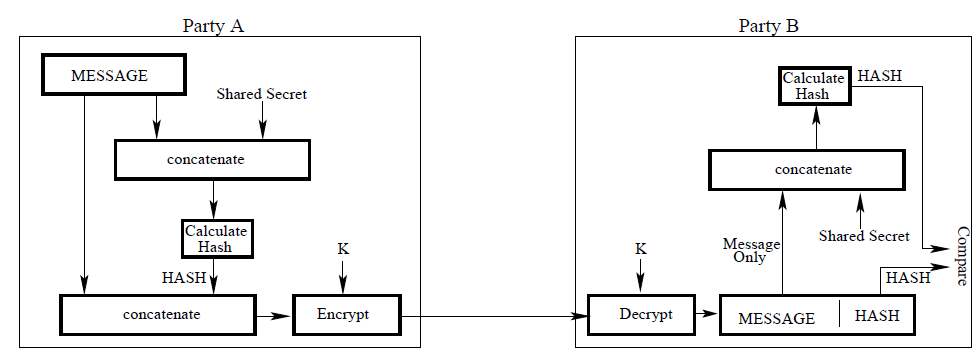 Party A
MESSAGE
Shared Secret
concatenate
Calculate
Hash
HASH
K
concatenate
Encrypt
Party B
Calculate
Hash
HASH
concatenate
Message
Only
Shared Secret
Compare
K
HASH
Decrypt
MESSAGE
HASH